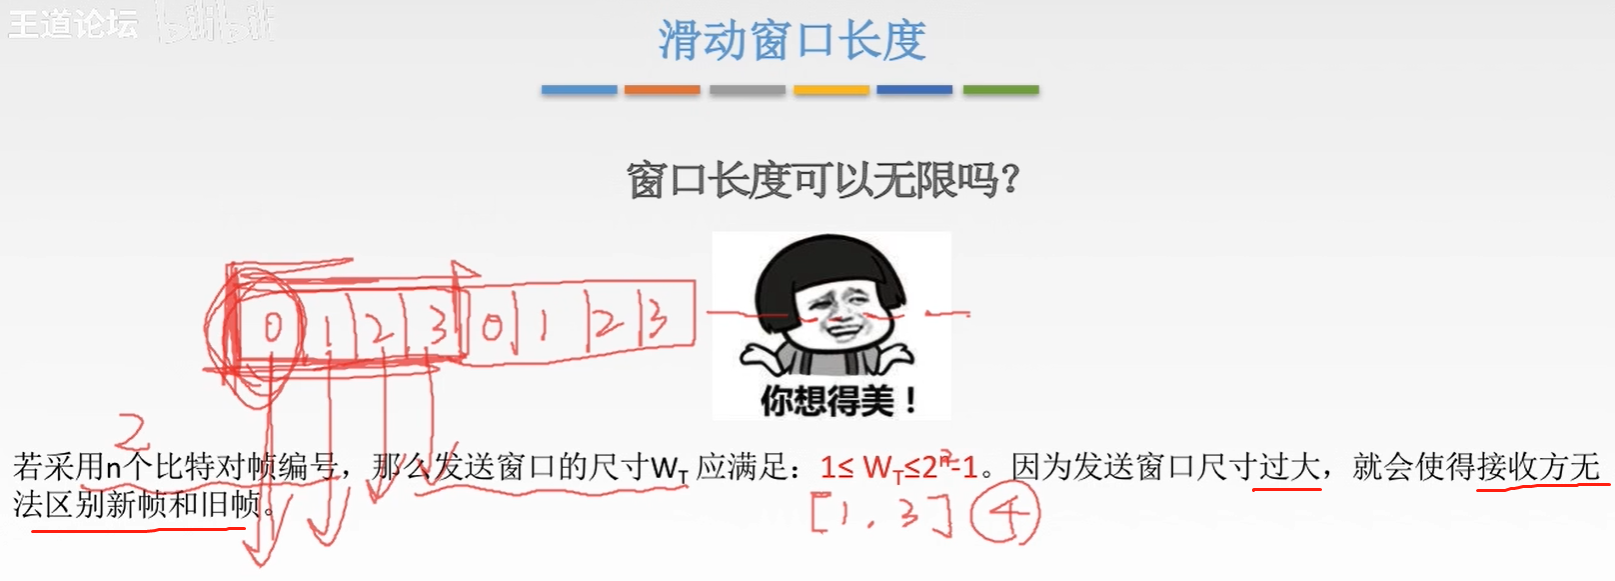 王道论坛 bilibili
滑动窗口长度
窗口长度可以无限吗？
0 1 2 3 0 1 2 3
你想得美！
2
若采用n个比特对帧编号，那么发送窗口的尺寸W_T 应满足：1≤ W_T≤2^n-1。因为发送窗口尺寸过大，就会使得接收方无
法区别新帧和旧帧。
[1,3] 4